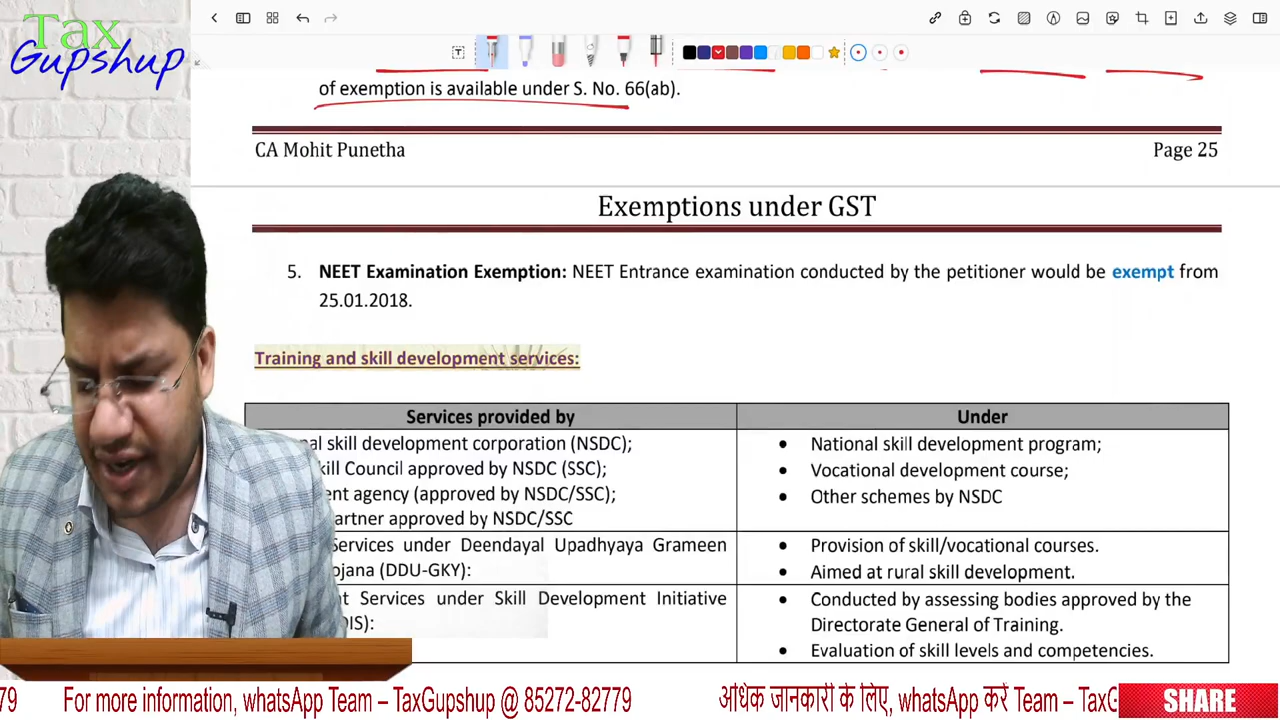 Tax
Gupshup
of exemption is available under S. No. 66(ab).
CA Mohit Punetha
Page 25
Exemptions under GST
5. NEET Examination Exemption: NEET Entrance examination conducted by the petitioner would be exempt from
25.01.2018.
Training and skill development services:
Services provided by
Under
skill development corporation (NSDC);
Council approved by NSDC (SSC);
agency (approved by NSDC/SSC);
approved by NSDC/SSC
• National skill development program;
• Vocational development course;
• Other schemes by NSDC
Services under Deendayal Upadhyaya Grameen
(DDU-GKY):
• Provision of skill/vocational courses.
• Aimed at rural skill development.
Services under Skill Development Initiative
• Conducted by assessing bodies approved by the
Directorate General of Training.
• Evaluation of skill levels and competencies.
79 For more information, whatsApp Team – TaxGupshup @ 85272-82779 अधिक जानकारी के लिए, whatsApp करें Team – TaxG
SHARE